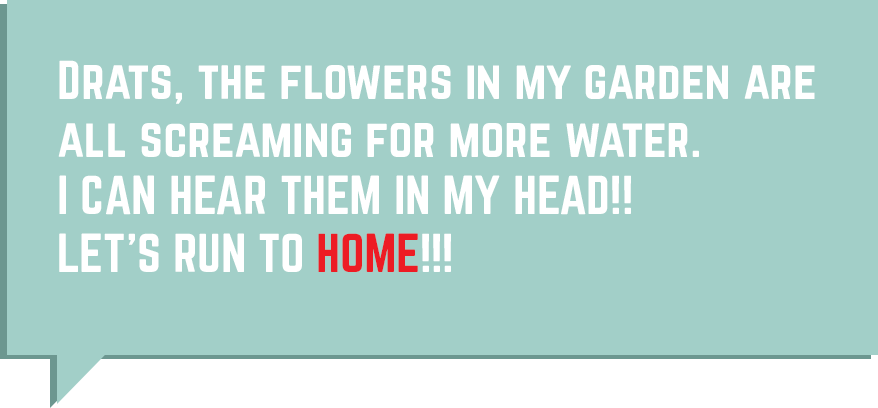 Drats, the flowers in my garden are
all screaming for more water.
I CAN HEAR THEM IN MY HEAD!!
LET'S RUN TO HOME!!!